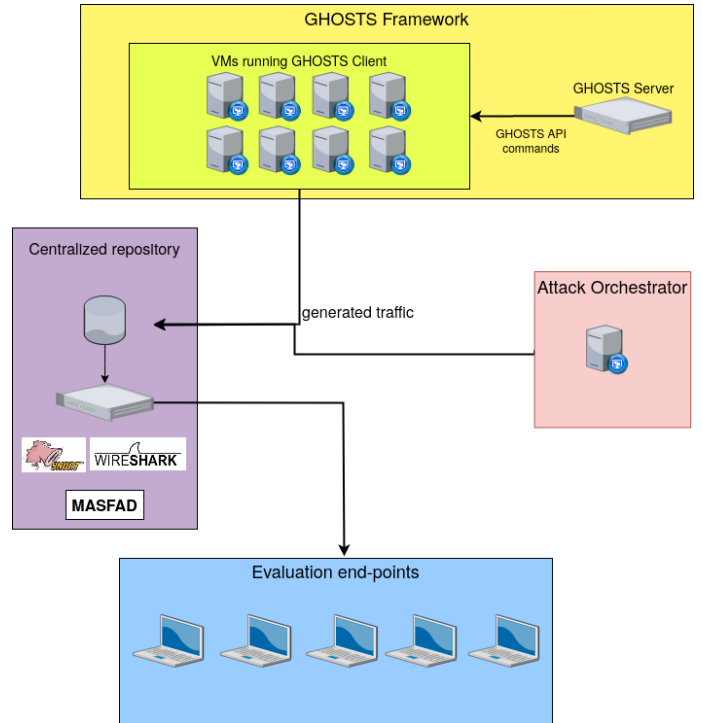 GHOSTS Framework
VMs running GHOSTS Client
GHOSTS Server
GHOSTS API
commands
Centralized repository
generated traffic
Attack Orchestrator
SNORT
WIRESHARK
MASFAD
Evaluation end-points